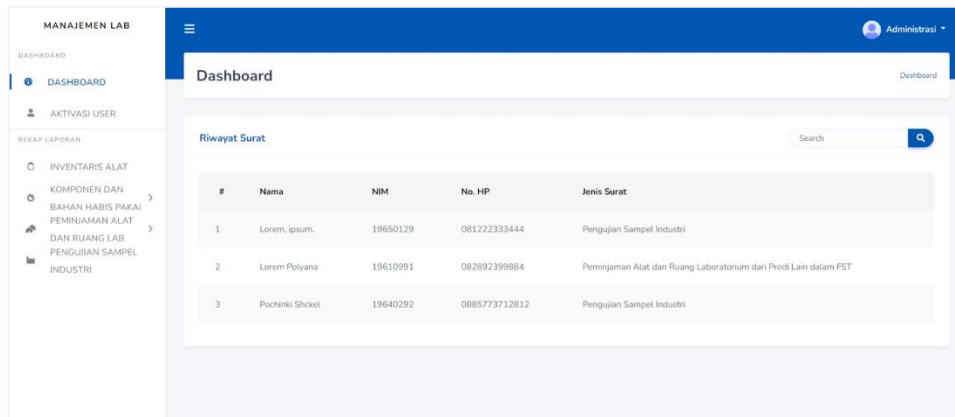 MANAJEMEN LAB
Administrasi
DASHBOARD
DASHBOARD
AKTIVASI USER
REKAP LAPORAN
INVENTARIS ALAT
KOMPONEN DAN
BAHAN HABIS PAKAI
PEMINJAMAN ALAT
DAN RUANG LAB
PENGUJIAN SAMPEL
INDUSTRI
Dashboard
Dashboard
Riwayat Surat
Search
# Nama NIM No. HP Jenis Surat
1 Lorem, ipsum. 19650129 081222333444 Pengujian Sampel Industri
2 Lorem Polyana 19610991 082892399884 Peminjaman Alat dan Ruang Laboratorium dari Prodi Lain dalam FST
3 Pochinki Shckel 19640292 0885773712812 Pengujian Sampel Industri